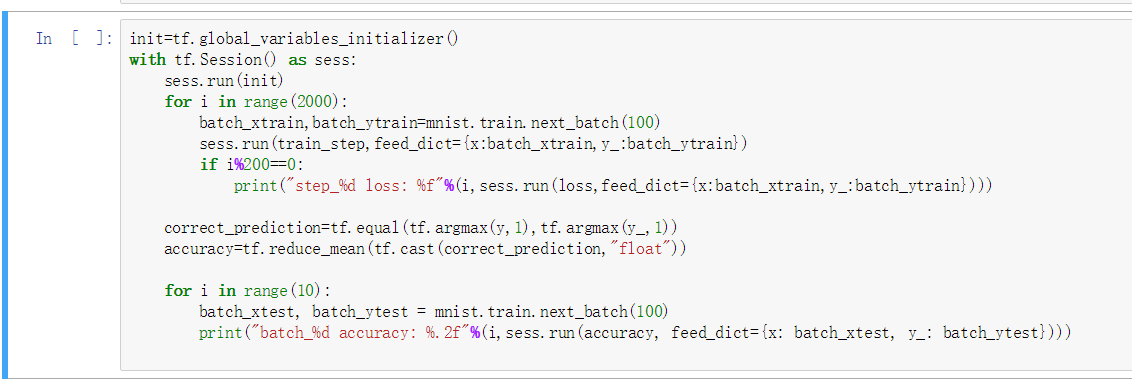 In [ ]: init=tf.global_variables_initializer()
with tf.Session() as sess:
    sess.run(init)
    for i in range(2000):
        batch_xtrain,batch_ytrain=mnist.train.next_batch(100)
        sess.run(train_step,feed_dict={x:batch_xtrain,y_:batch_ytrain})
        if i%200==0:
            print("step_%d loss: %f"%(i,sess.run(loss,feed_dict={x:batch_xtrain,y_:batch_ytrain})))
    correct_prediction=tf.equal(tf.argmax(y,1),tf.argmax(y_,1))
    accuracy=tf.reduce_mean(tf.cast(correct_prediction,"float"))
    for i in range(10):
        batch_xtest, batch_ytest = mnist.train.next_batch(100)
        print("batch_%d accuracy: %.2f"%(i,sess.run(accuracy, feed_dict={x: batch_xtest, y_: batch_ytest})))